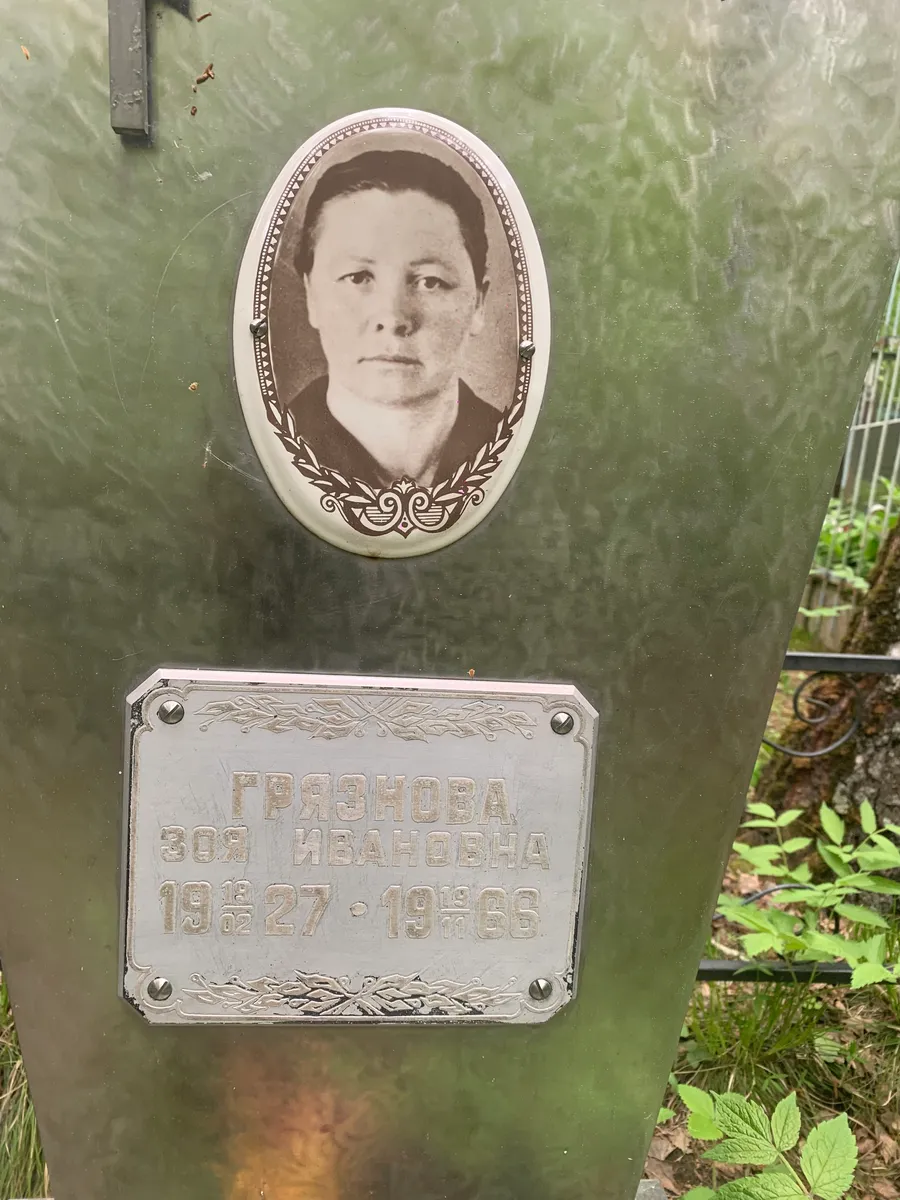 ГРЯЗНОВА
ЗОЯ ИВАНОВНА
19 19/02 27 · 19 19/11 66